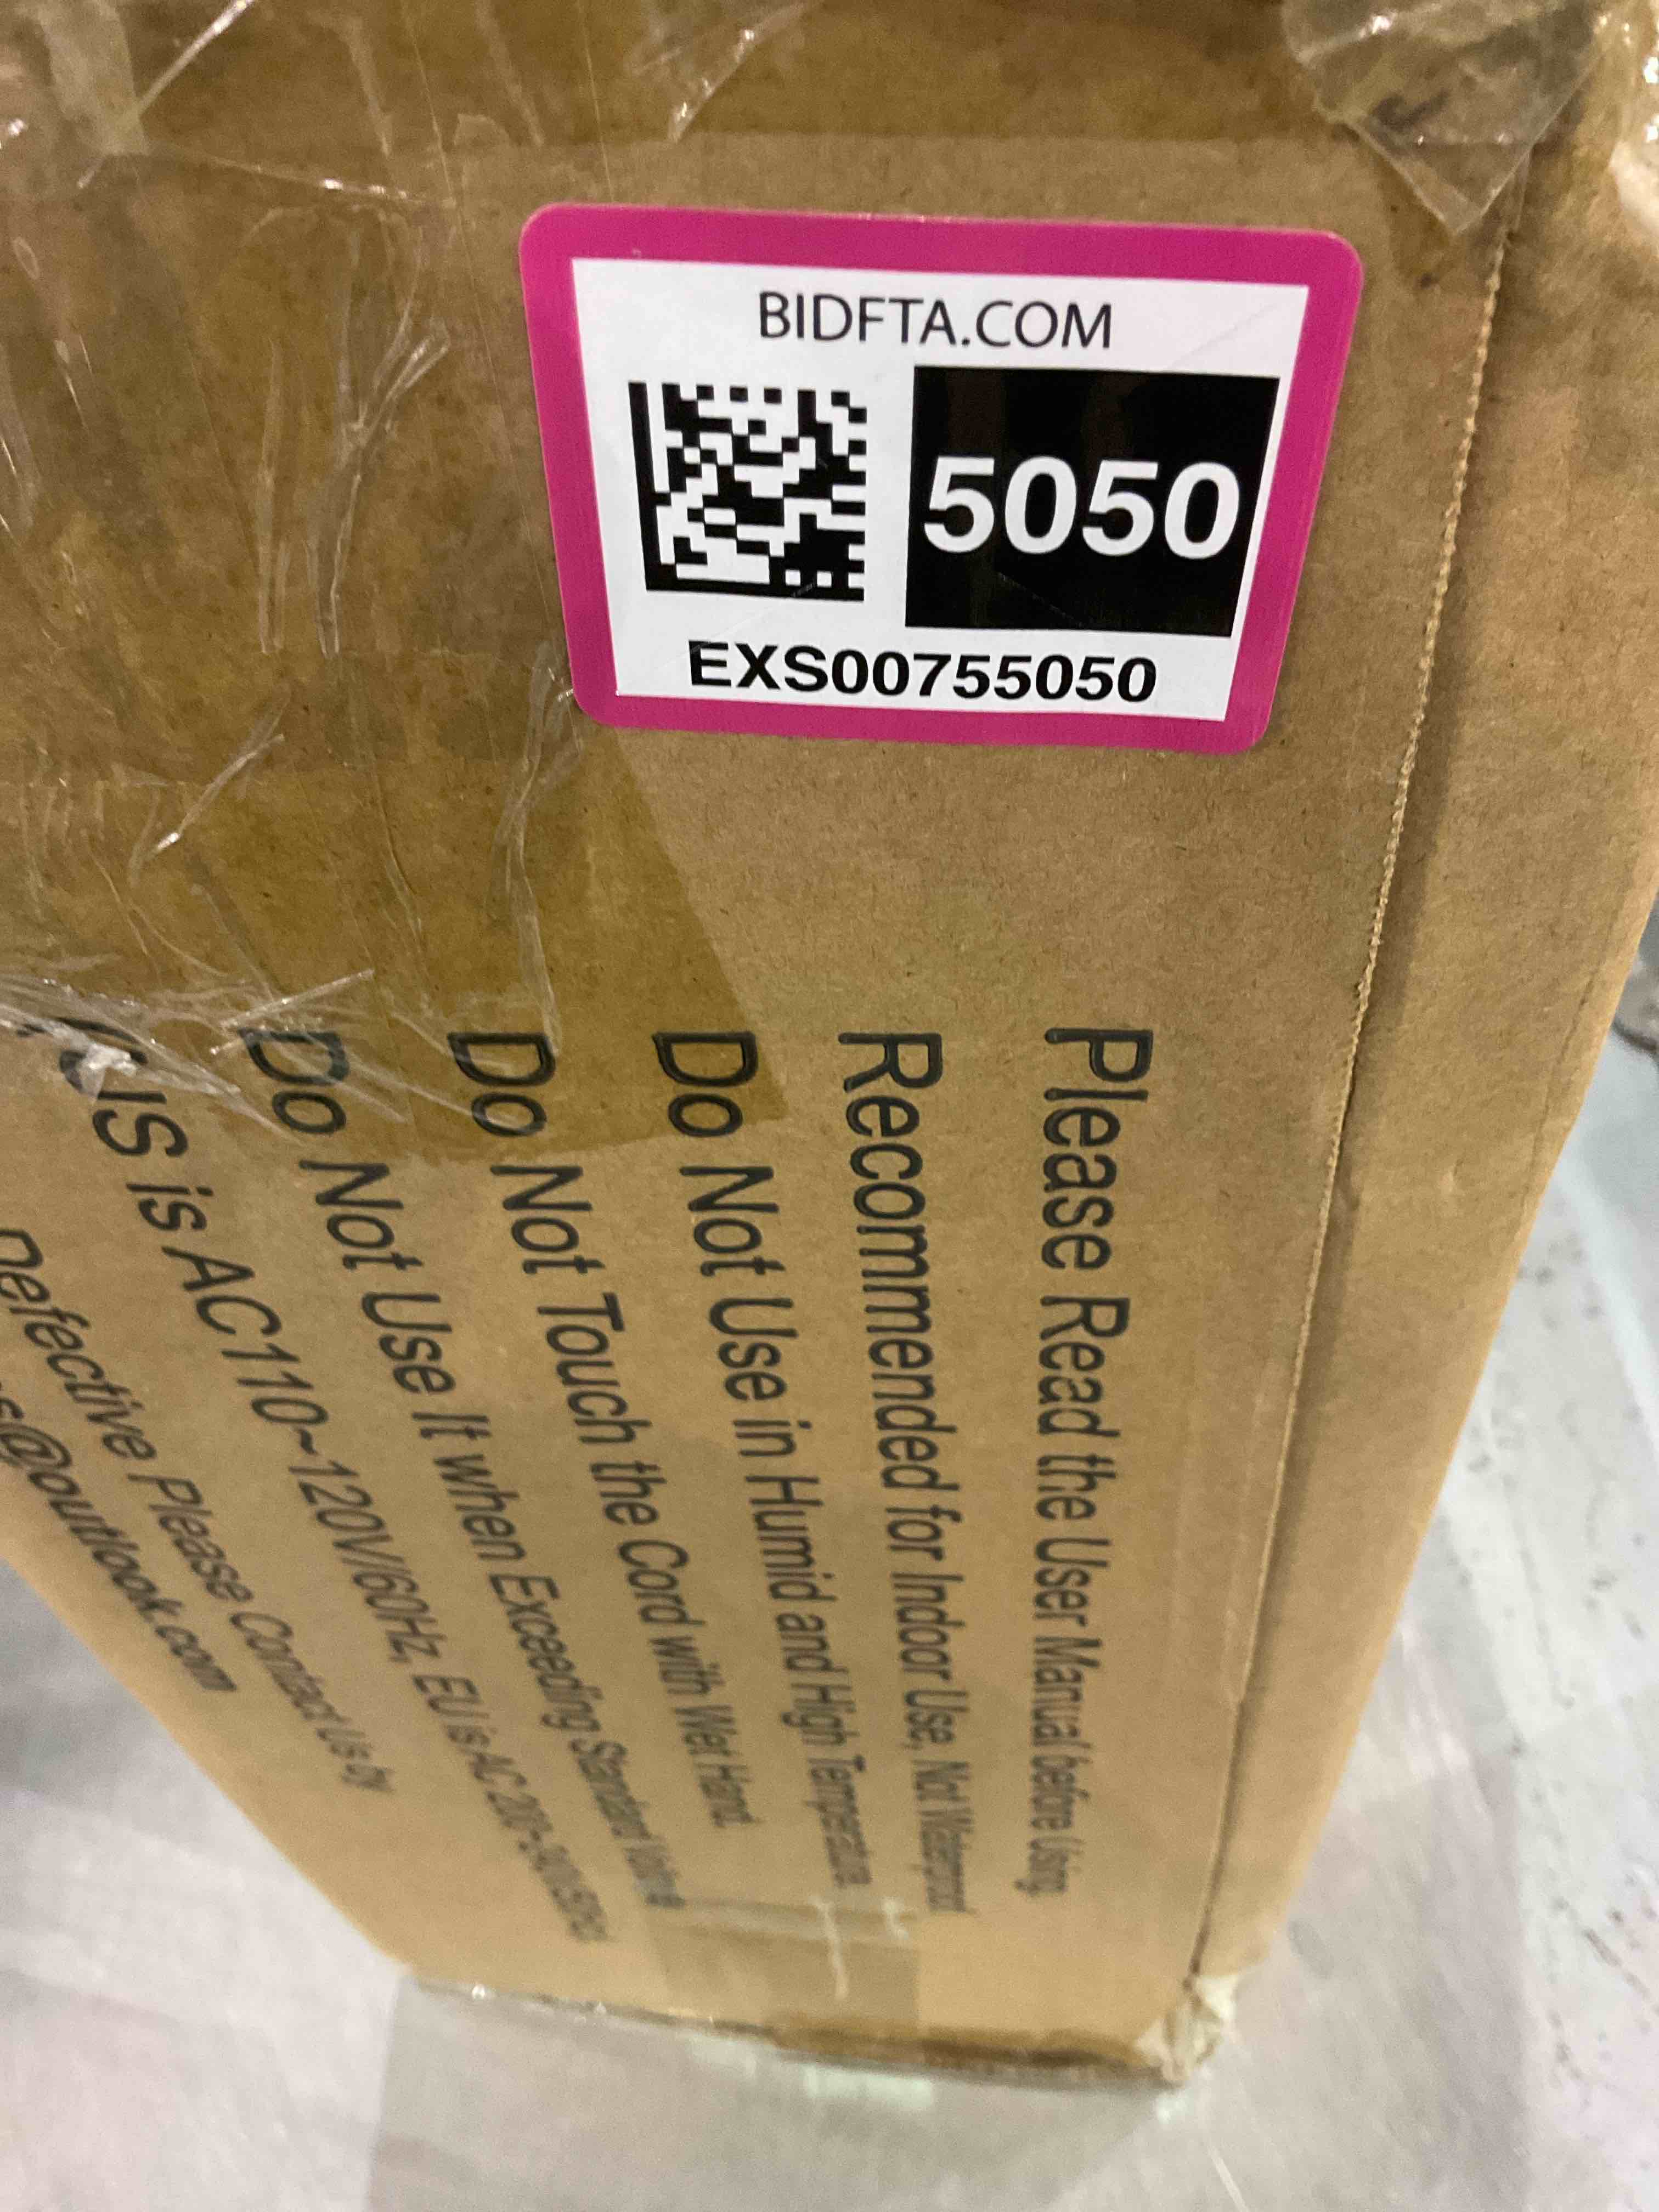 BIDFTA.COM
5050
EXS00755050
Please Read the User Manual before Using.
Recommended for Indoor Use, Not Waterproof
Do Not Use in Humid and High Temperature.
Do Not Touch the Cord with Wet Hand.
Do Not Use It when Exceeding Standard Voltage
US is AC110~120V/60Hz, EU is AC
Defective Please Contact Us by
s@outlook.com